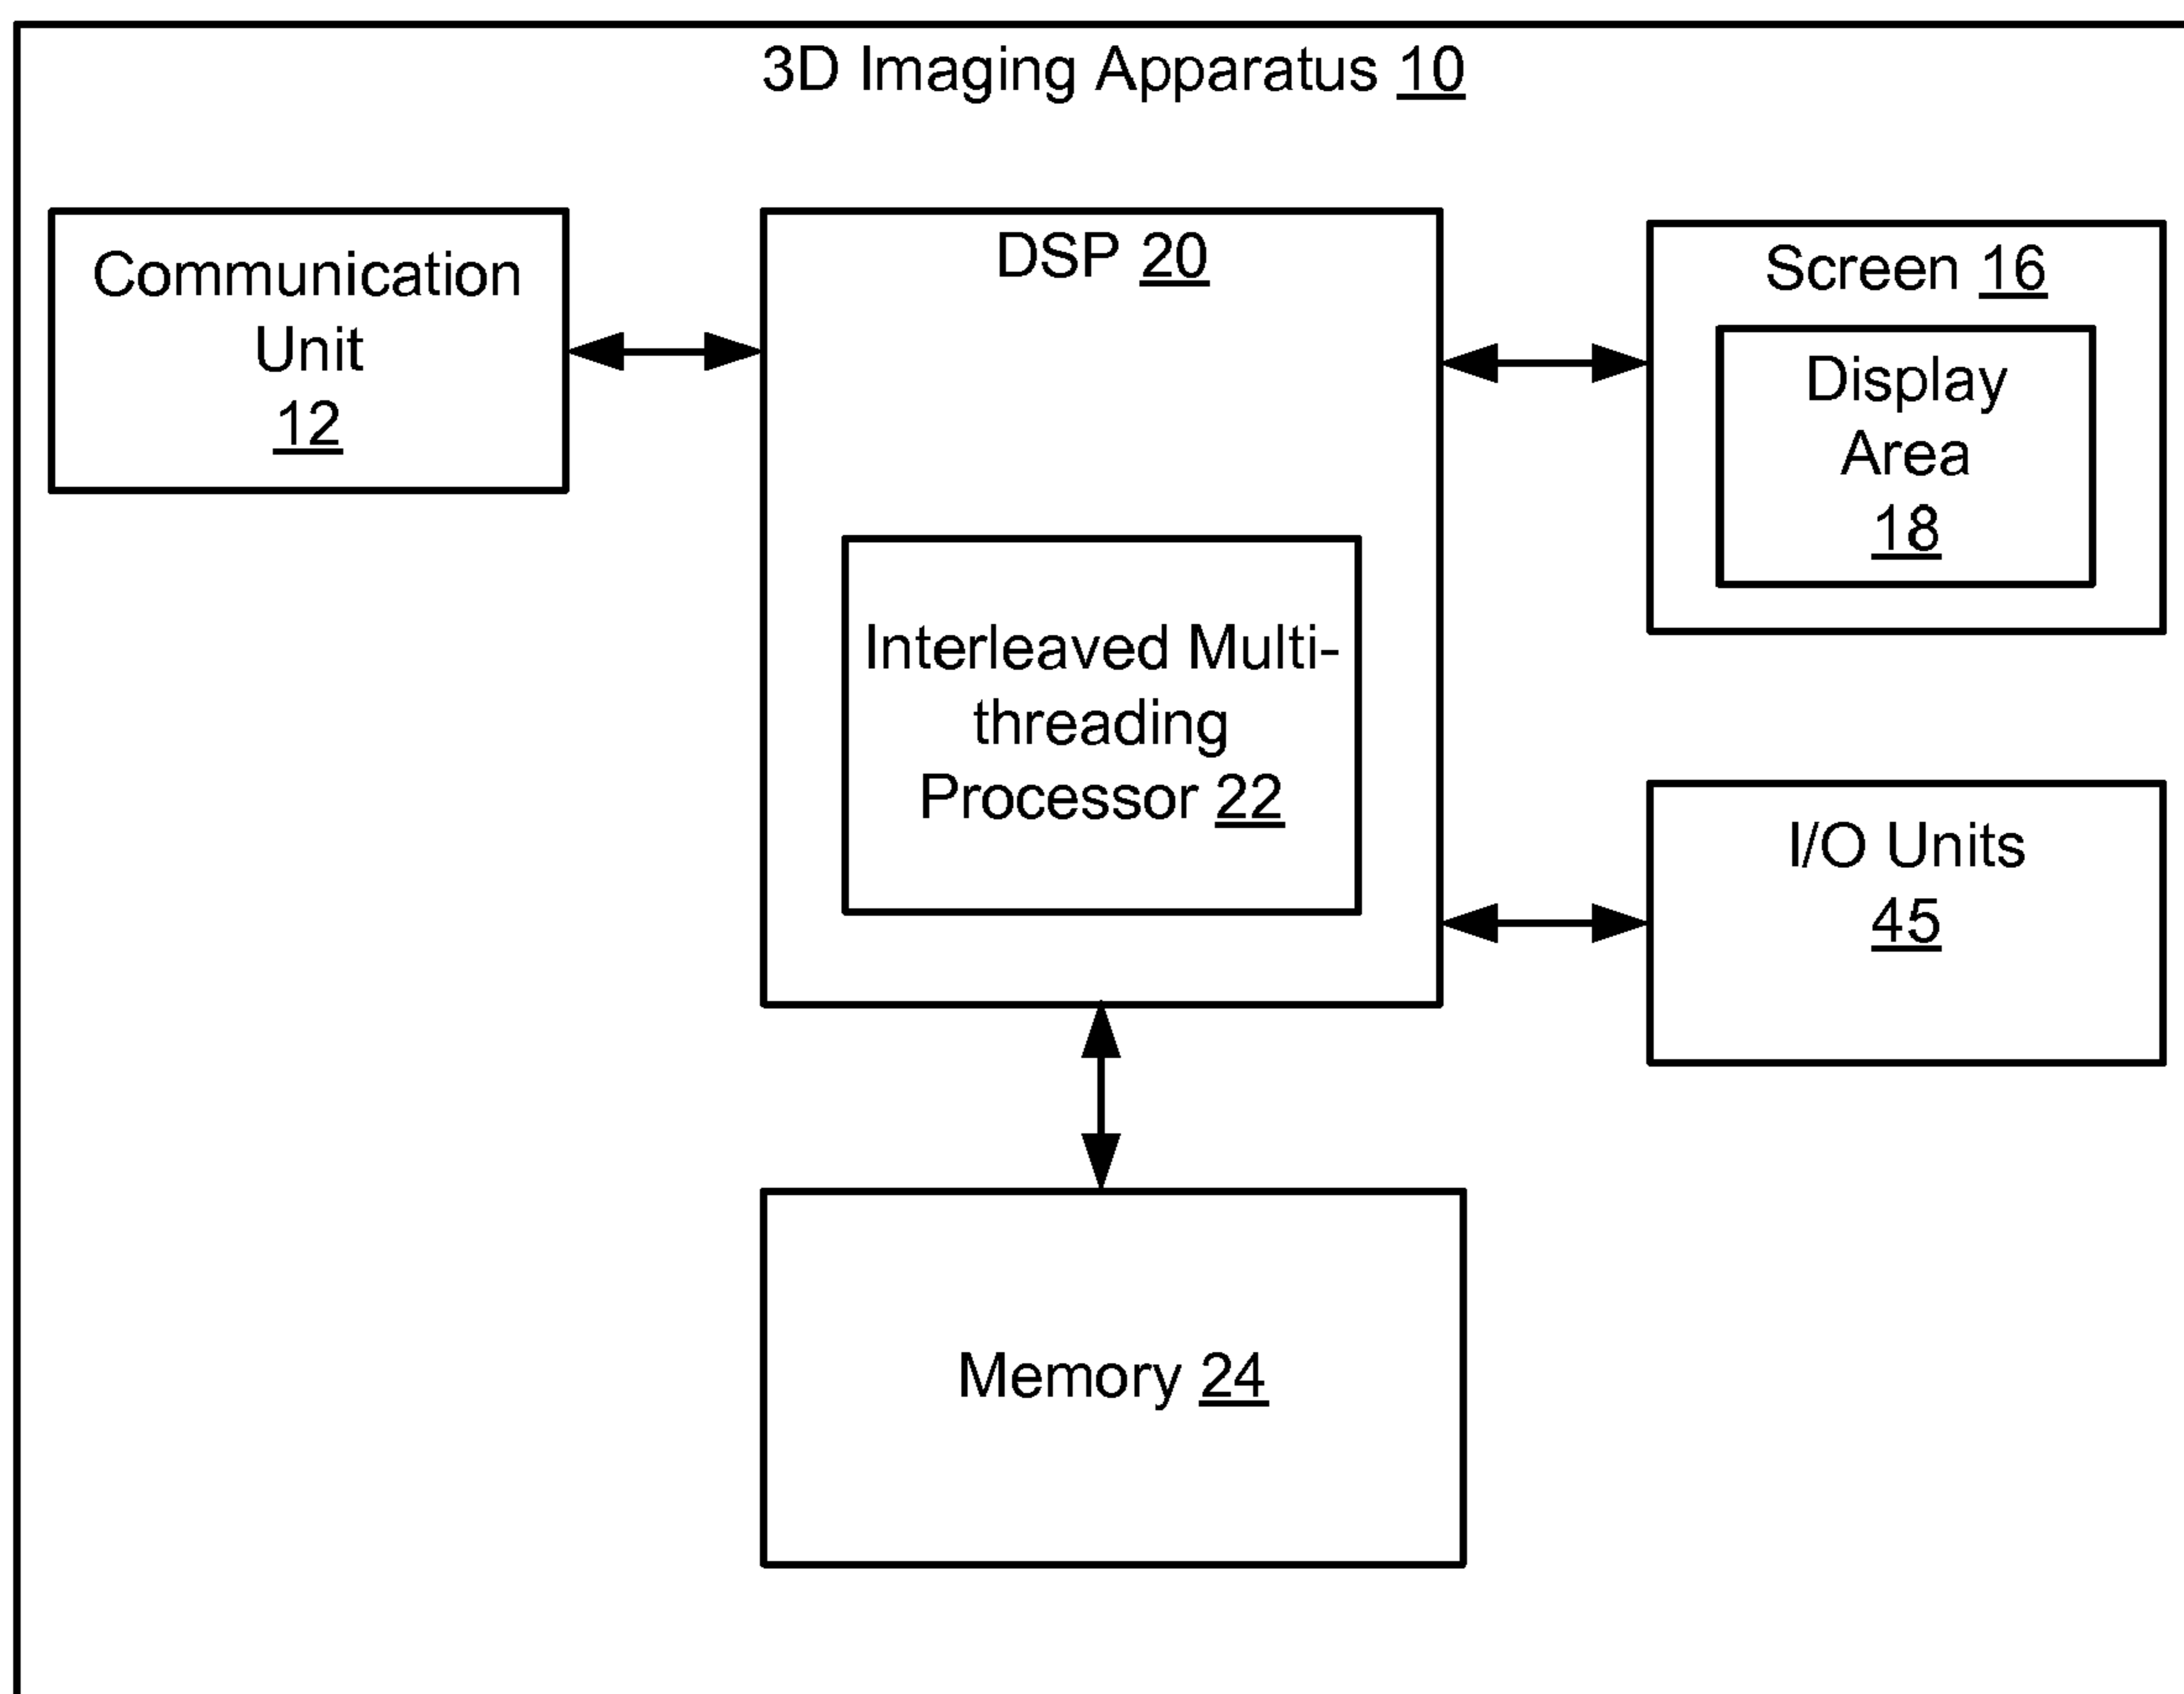 3D Imaging Apparatus 10
Communication
Unit
12
DSP 20
Interleaved Multi-
threading
Processor 22
Screen 16
Display
Area
18
I/O Units
45
Memory 24